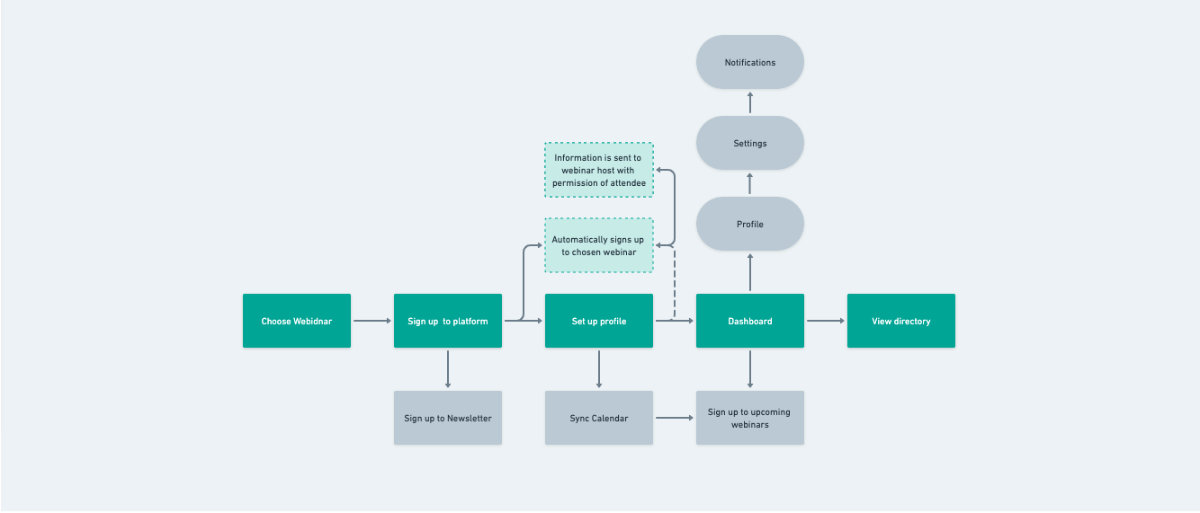 Notifications
Settings
Information is sent to
webinar host with
permission of attendee
Profile
Automatically signs up
to chosen webinar
Choose Webidnar
Sign up to platform
Set up profile
Dashboard
View directory
Sign up to Newsletter
Sync Calendar
Sign up to upcoming
webinars